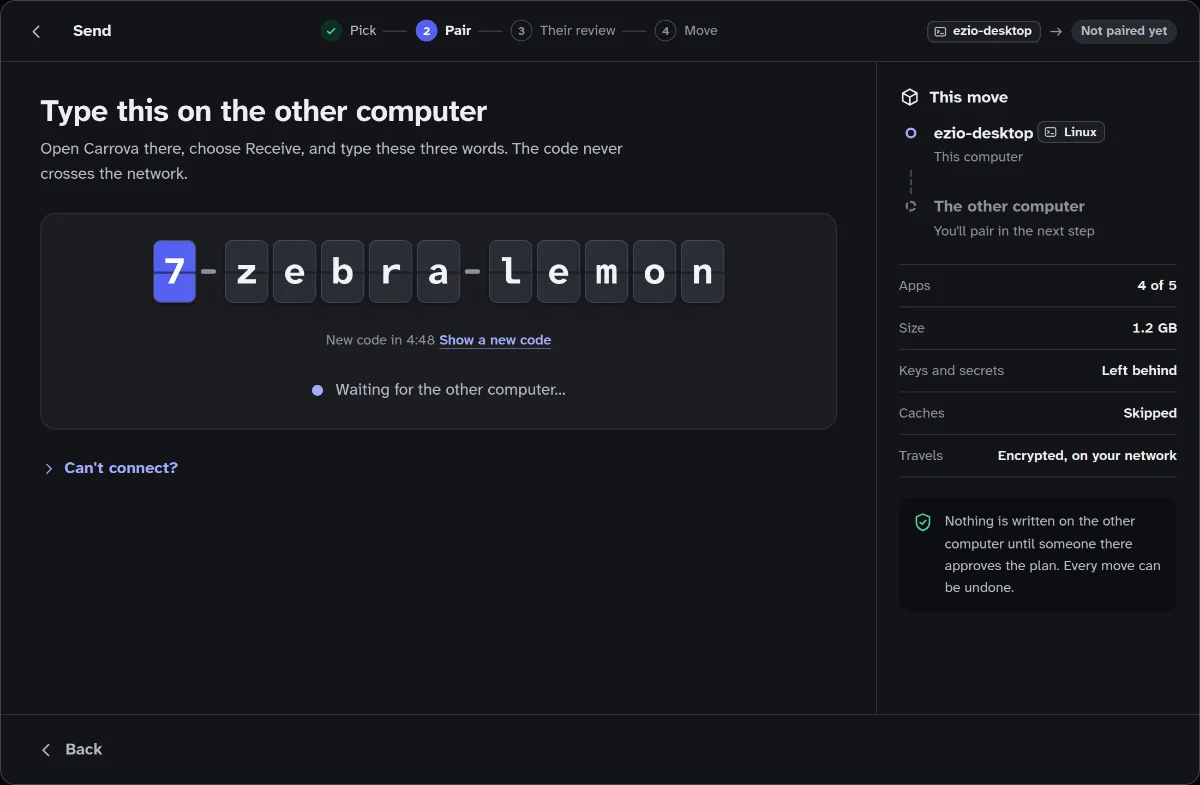 Send
Pick
2 Pair
3 Their review
4 Move
ezio-desktop
Not paired yet
Type this on the other computer
Open Carrova there, choose Receive, and type these three words. The code never
crosses the network.
7-zebra-lemon
New code in 4:48 Show a new code
Waiting for the other computer...
Can't connect?
This move
ezio-desktop Linux
This computer
The other computer
You'll pair in the next step
Apps 4 of 5
Size 1.2 GB
Keys and secrets Left behind
Caches Skipped
Travels Encrypted, on your network
Nothing is written on the other
computer until someone there
approves the plan. Every move can
be undone.
Back